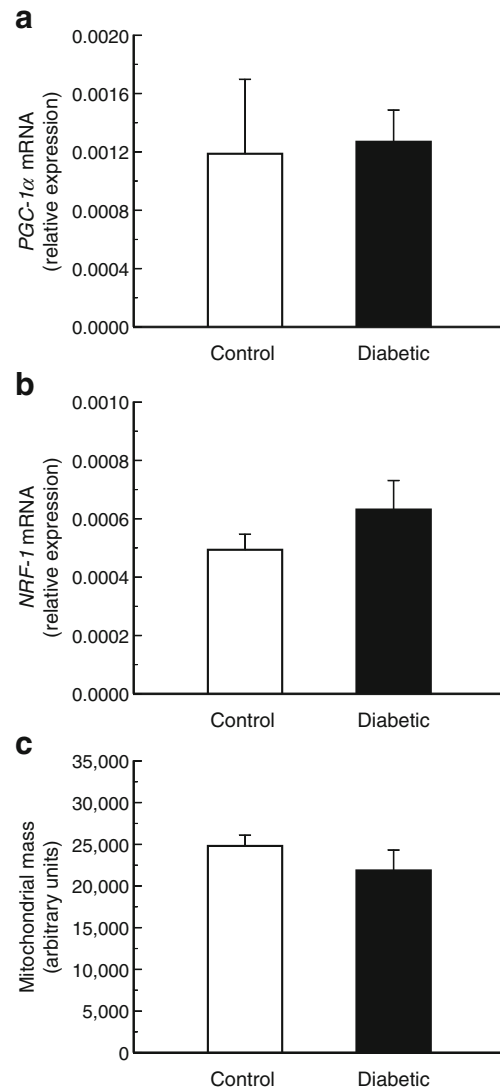 a
0.0020
0.0016
0.0012
0.0008
0.0004
0.0000
PGC-1α mRNA
(relative expression)
Control Diabetic
b
0.0010
0.0008
0.0006
0.0004
0.0002
0.0000
NRF-1 mRNA
(relative expression)
Control Diabetic
c
35,000
30,000
25,000
20,000
15,000
10,000
5,000
0
Mitochondrial mass
(arbitrary units)
Control Diabetic